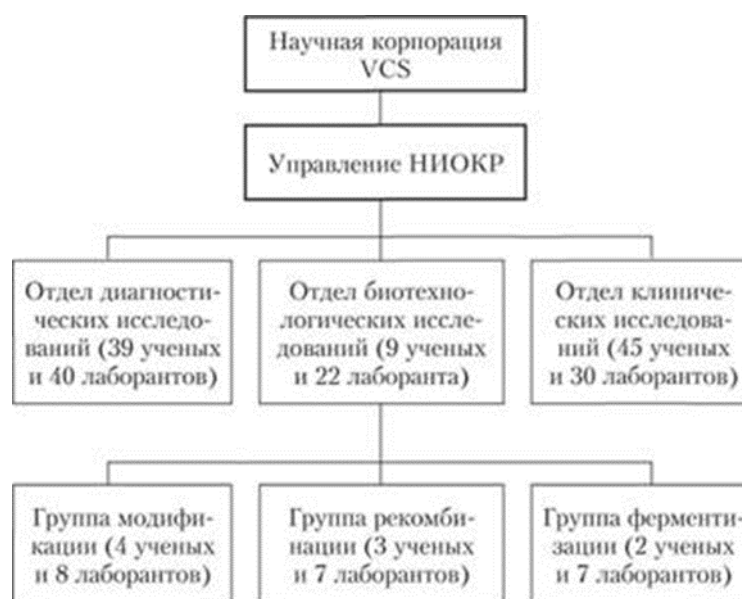 Научная корпорация
VCS
Управление НИОКР
Отдел диагности-
ческих исследо-
ваний (39 ученых
и 40 лаборантов)
Отдел биотехно-
логических иссле-
дований (9 ученых
и 22 лаборанта)
Отдел клиничес-
ких исследова-
ний (45 ученых
и 30 лаборантов)
Группа модифи-
кации (4 ученых
и 8 лаборантов)
Группа рекомби-
нации (3 ученых
и 7 лаборантов)
Группа ферменти-
зации (2 ученых
и 7 лаборантов)